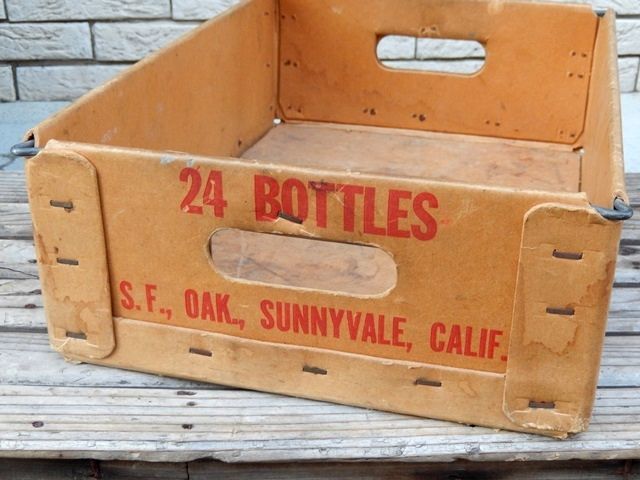 24 BOTTLES
S.F., OAK., SUNNYVALE, CALIF.